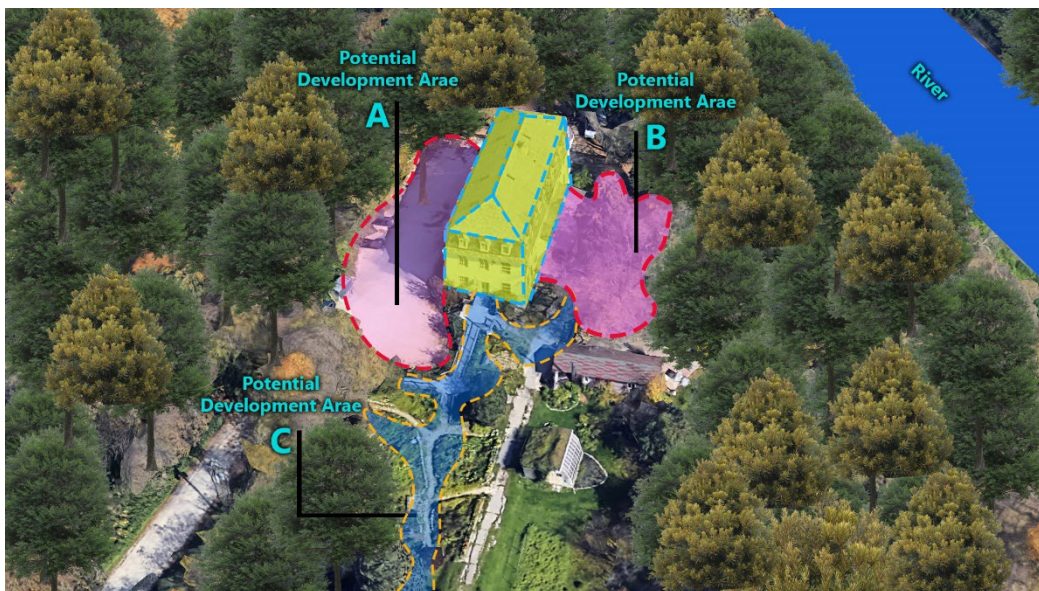 Potential
Development Arae
A
Potential
Development Arae
B
River
Potential
Development Arae
C